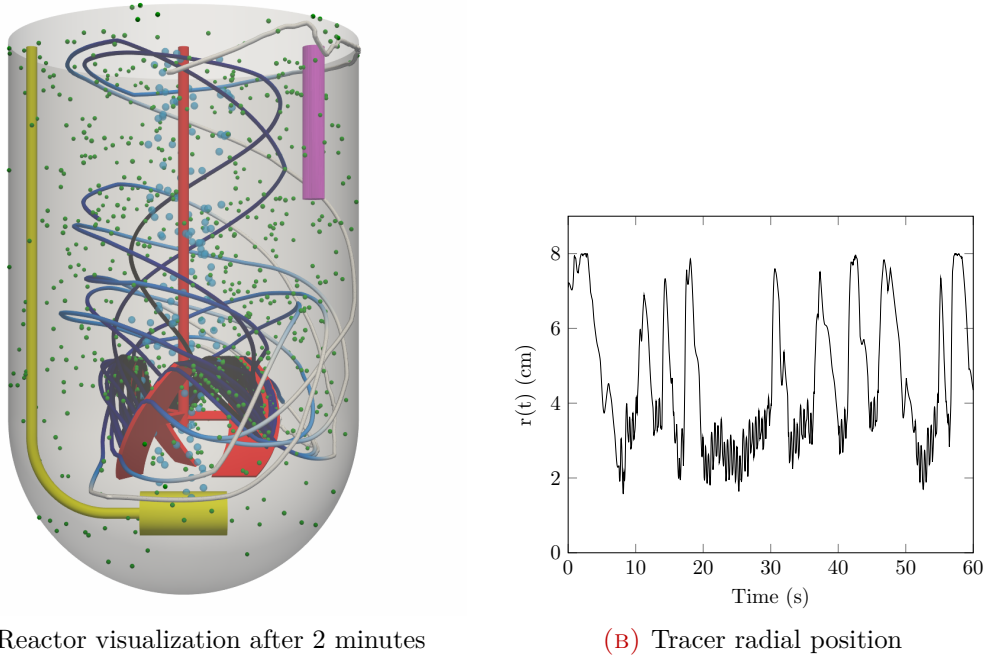 8
6
4
2
0
r(t) (cm)
0 10 20 30 40 50 60
Time (s)
Reactor visualization after 2 minutes
(B) Tracer radial position